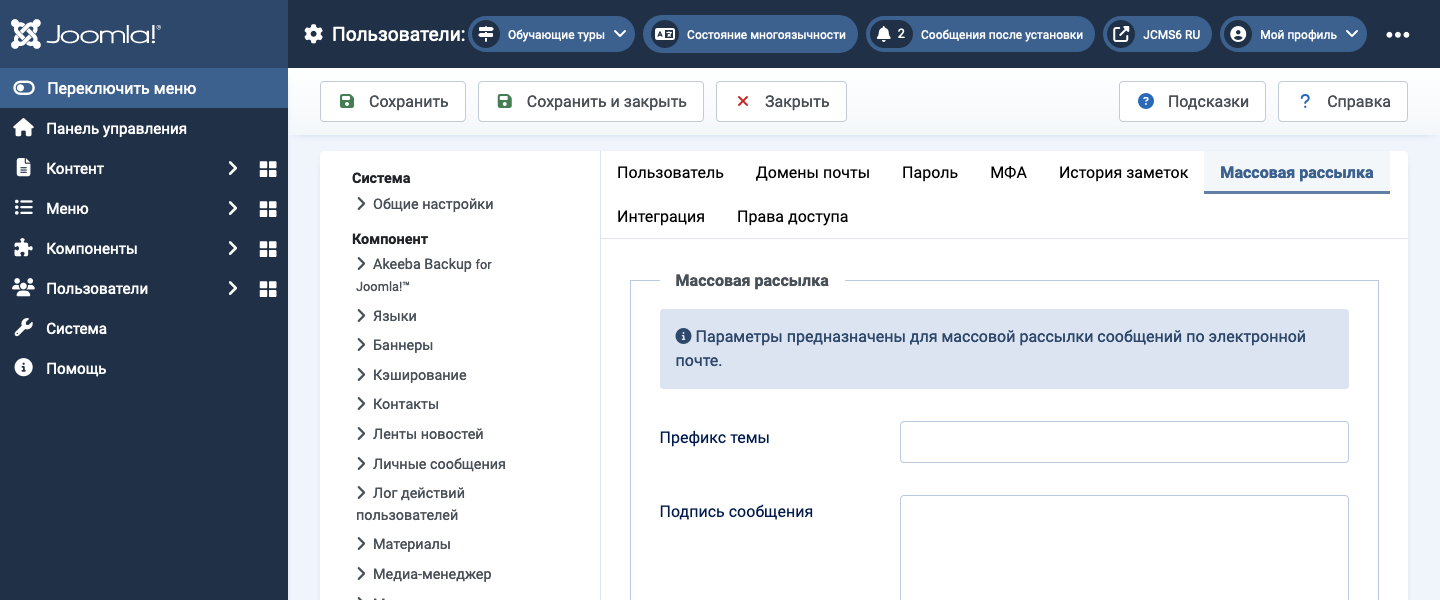 Joomla!®
Пользователи:
Обучающие туры
Состояние многоязычности
2 Сообщения после установки
JCMS6 RU
Мой профиль
Переключить меню
Панель управления
Контент
Меню
Компоненты
Пользователи
Система
Помощь
Сохранить
Сохранить и закрыть
Закрыть
Подсказки
Справка
Система
Общие настройки
Компонент
Akeeba Backup for
Joomla!™
Языки
Баннеры
Кэширование
Контакты
Ленты новостей
Личные сообщения
Лог действий
пользователей
Материалы
Медиа-менеджер
Пользователь
Домены почты
Пароль
МФА
История заметок
Массовая рассылка
Интеграция
Права доступа
Массовая рассылка
Параметры предназначены для массовой рассылки сообщений по электронной
почте.
Префикс темы
Подпись сообщения